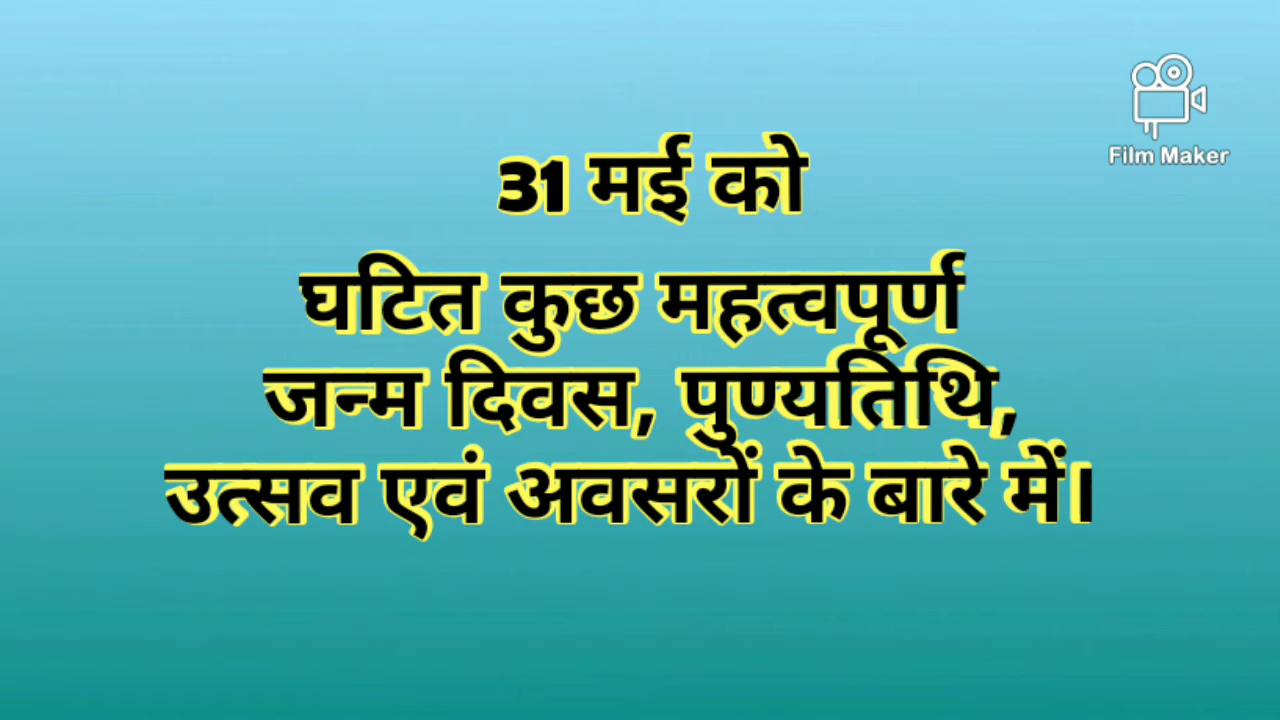 Film Maker
31 मई को
घटित कुछ महत्वपूर्ण
जन्म दिवस, पुण्यतिथि,
उत्सव एवं अवसरों के बारे में।